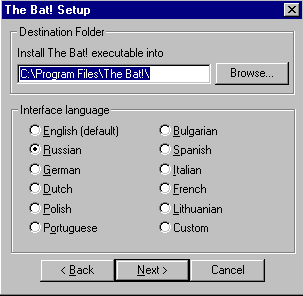 The Bat! Setup
Destination Folder
Install The Bat! executable into
C:\Program Files\The Bat!\
Browse...
Interface language
English (default)
Bulgarian
Russian
Spanish
German
Italian
Dutch
French
Polish
Lithuanian
Portuguese
Custom
< Back
Next >
Cancel